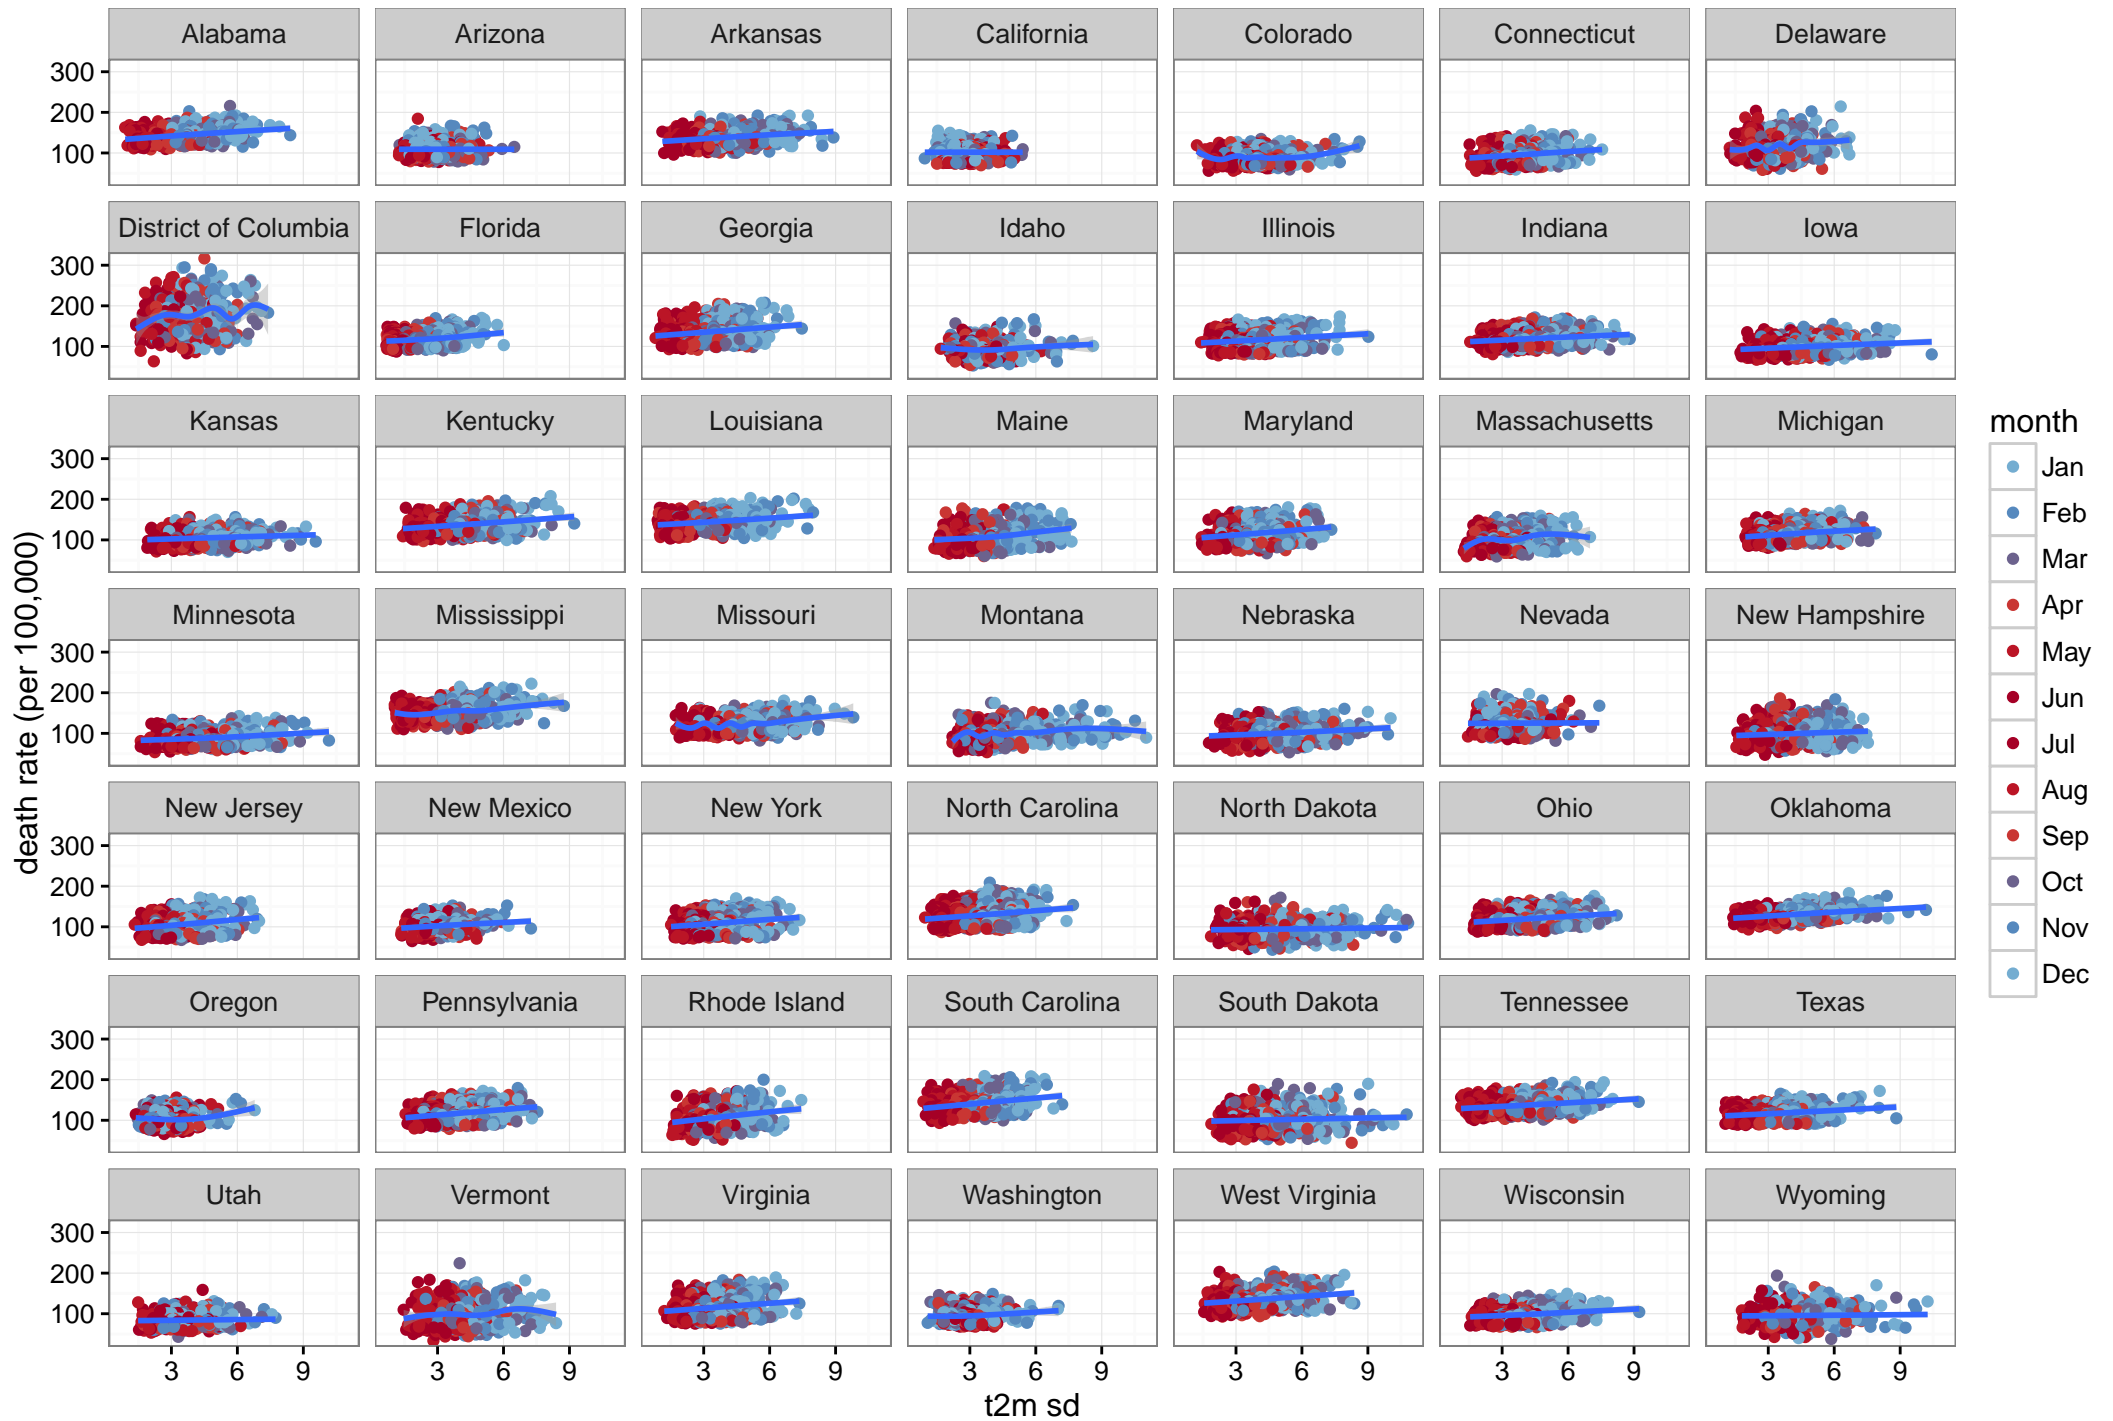 Alabama Arizona Arkansas California Colorado Connecticut Delaware
300
200
100
District of Columbia Florida Georgia Idaho Illinois Indiana Iowa
300
200
100
Kansas Kentucky Louisiana Maine Maryland Massachusetts Michigan
300
200
100
Minnesota Mississippi Missouri Montana Nebraska Nevada New Hampshire
300
200
100
New Jersey New Mexico New York North Carolina North Dakota Ohio Oklahoma
300
200
100
Oregon Pennsylvania Rhode Island South Carolina South Dakota Tennessee Texas
300
200
100
Utah Vermont Virginia Washington West Virginia Wisconsin Wyoming
300
200
100
3 6 9 3 6 9 3 6 9 3 6 9 3 6 9 3 6 9 3 6 9
t2m sd
death rate (per 100,000)
month
Jan
Feb
Mar
Apr
May
Jun
Jul
Aug
Sep
Oct
Nov
Dec